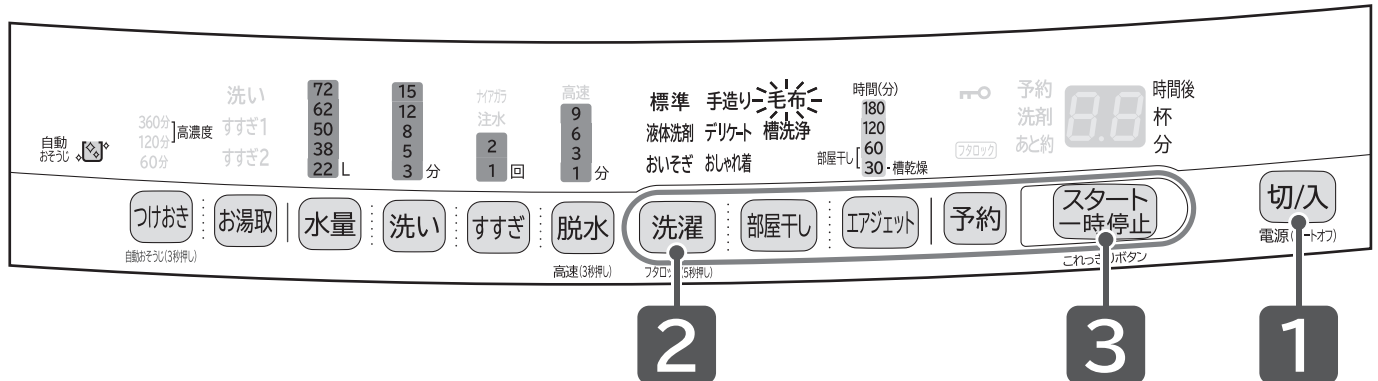 自動
おそうじ
360分
120分
60分
高濃度
洗い
すすぎ1
すすぎ2
72
62
50
38
22 L
15
12
8
5
3 分
ナイアガラ
注水
2
1 回
高速
9
6
3
1 分
標準 手造り 毛布
液体洗剤 デリケート 槽洗浄
おいそぎ おしゃれ着
時間(分)
180
120
部屋干し 60
30-槽乾燥
フタロック
予約
洗剤
あと約
8.8
時間後
杯
分
つけおき
お湯取
水量
洗い
すすぎ
脱水
洗濯
部屋干し
エアジェット
予約
スタート
一時停止
切/入
自動おそうじ(3秒押し)
高速(3秒押し)
これっきりボタン
2
3
1